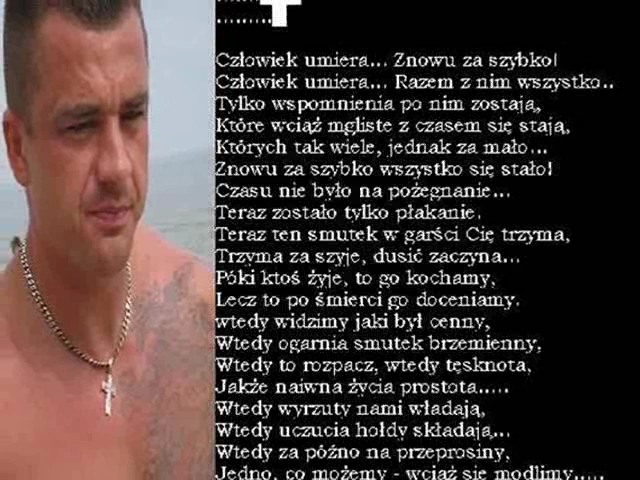 ..........
Człowiek umiera... Znowu za szybko!
Człowiek umiera... Razem z nim wszystko..
Tylko wspomnienia po nim zostają,
Które wciąż mgliste z czasem się stają,
Których tak wiele, jednak za mało...
Znowu za szybko wszystko się stało!
Czasu nie było na pożegnanie...
Teraz zostało tylko płakanie.
Teraz ten smutek w garści Cię trzyma,
Trzyma za szyje, dusić zaczyna...
Póki ktoś żyje, to go kochamy,
Lecz to po śmierci go doceniamy.
wtedy widzimy jaki był cenny,
Wtedy ogarnia smutek brzemienny,
Wtedy to rozpacz, wtedy tęsknota,
Jakże naiwna życia prostota.....
Wtedy wyrzuty nami władają,
Wtedy uczucia hołdy składają...
Wtedy za późno na przeprosiny,
Jedno, co możemy - wciąż się modlimy.....